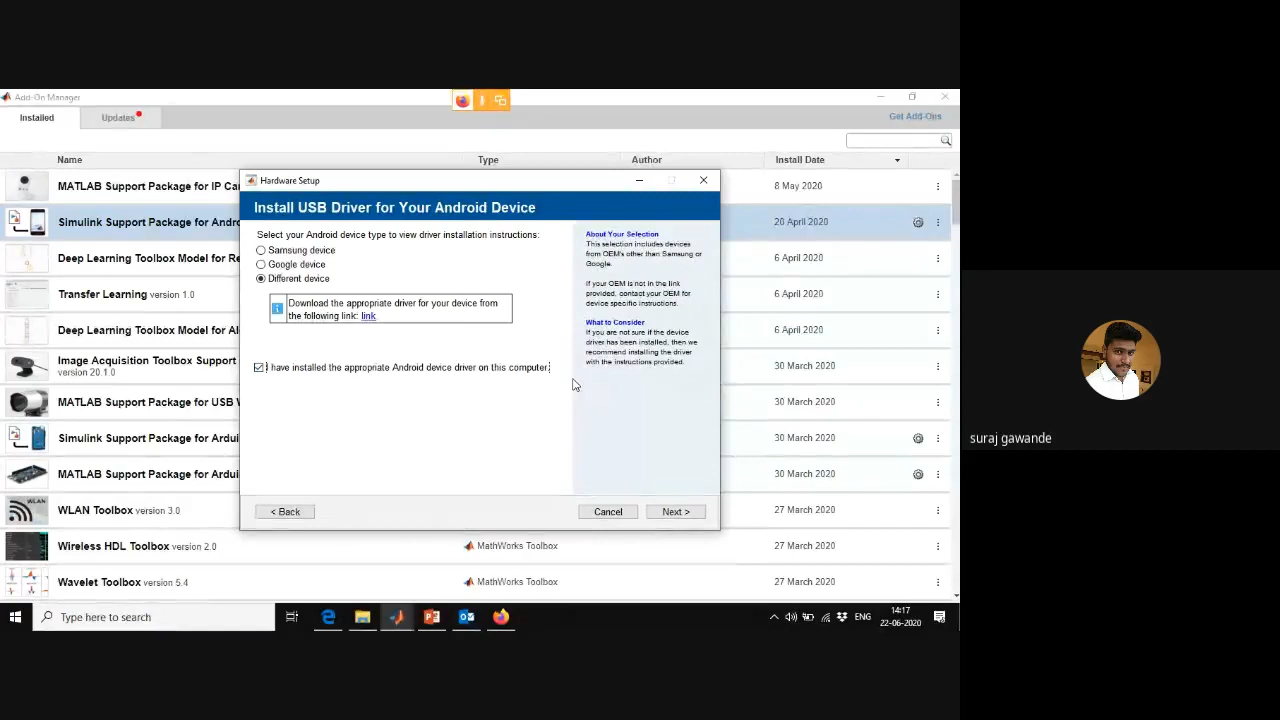 Add-On Manager
Installed
Updates
Get Add-Ons
Name
Type
Author
Install Date
MATLAB Support Package for IP Ca
8 May 2020
Simulink Support Package for Andro
20 April 2020
Deep Learning Toolbox Model for Re
6 April 2020
Transfer Learning version 1.0
6 April 2020
Deep Learning Toolbox Model for Al
6 April 2020
Image Acquisition Toolbox Support
version 20.1.0
30 March 2020
MATLAB Support Package for USB W
30 March 2020
Simulink Support Package for Ardui
30 March 2020
MATLAB Support Package for Ardui
30 March 2020
WLAN
WLAN Toolbox version 3.0
27 March 2020
Wireless HDL Toolbox version 2.0
MathWorks Toolbox
27 March 2020
Wavelet Toolbox version 5.4
MathWorks Toolbox
27 March 2020
Hardware Setup
Install USB Driver for Your Android Device
Select your Android device type to view driver installation instructions:
Samsung device
Google device
Different device
Download the appropriate driver for your device from
the following link: link
I have installed the appropriate Android device driver on this computer.
About Your Selection
This selection includes devices
from OEM's other than Samsung or
Google.
If your OEM is not in the link
provided, contact your OEM for
device specific instructions.
What to Consider
If you are not sure if the device
driver has been installed, then we
recommend installing the driver
with the instructions provided.
< Back
Cancel
Next >
Type here to search
ENG
14:17
22-06-2020
suraj gawande